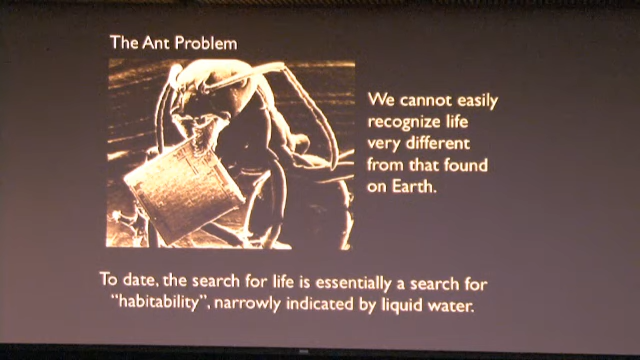 The Ant Problem
We cannot easily
recognize life
very different
from that found
on Earth.
To date, the search for life is essentially a search for
"habitability", narrowly indicated by liquid water.